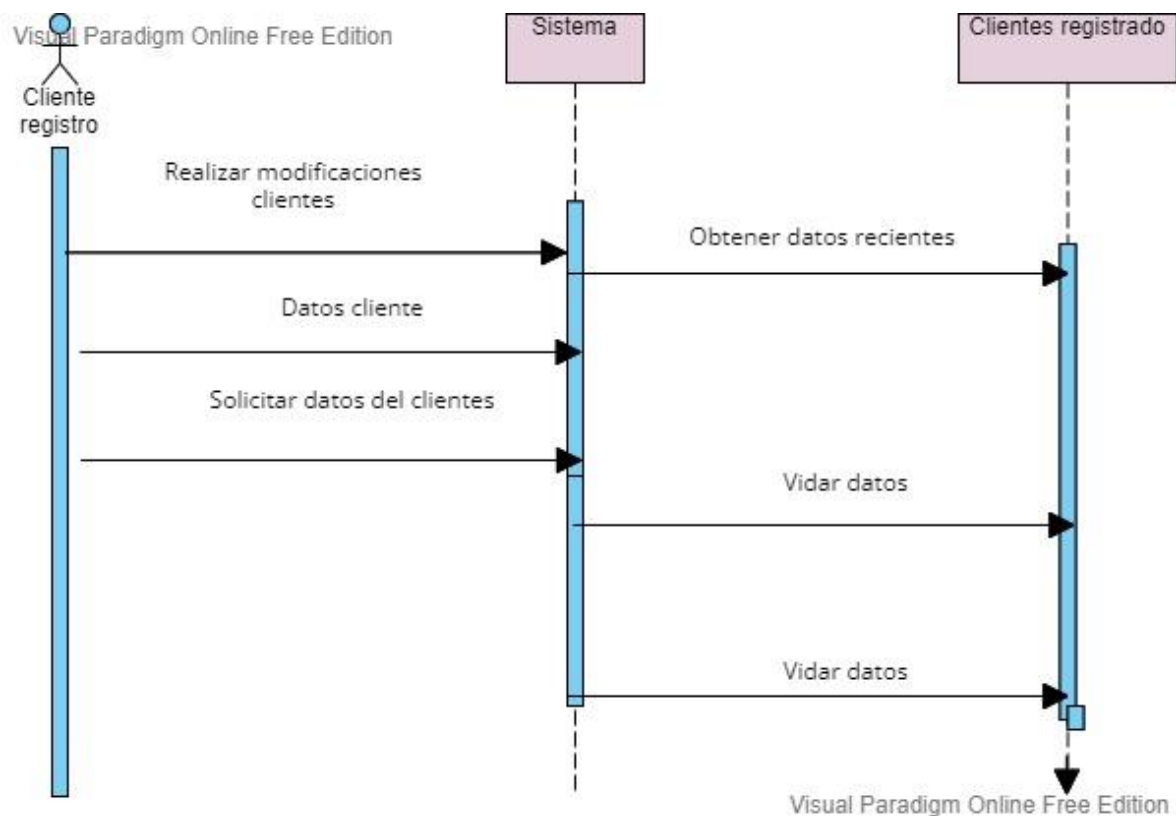 Visual Paradigm Online Free Edition
Sistema
Clientes registrado
Cliente
registro
Realizar modificaciones
clientes
Obtener datos recientes
Datos cliente
Solicitar datos del clientes
Vidar datos
Vidar datos
Visual Paradigm Online Free Edition